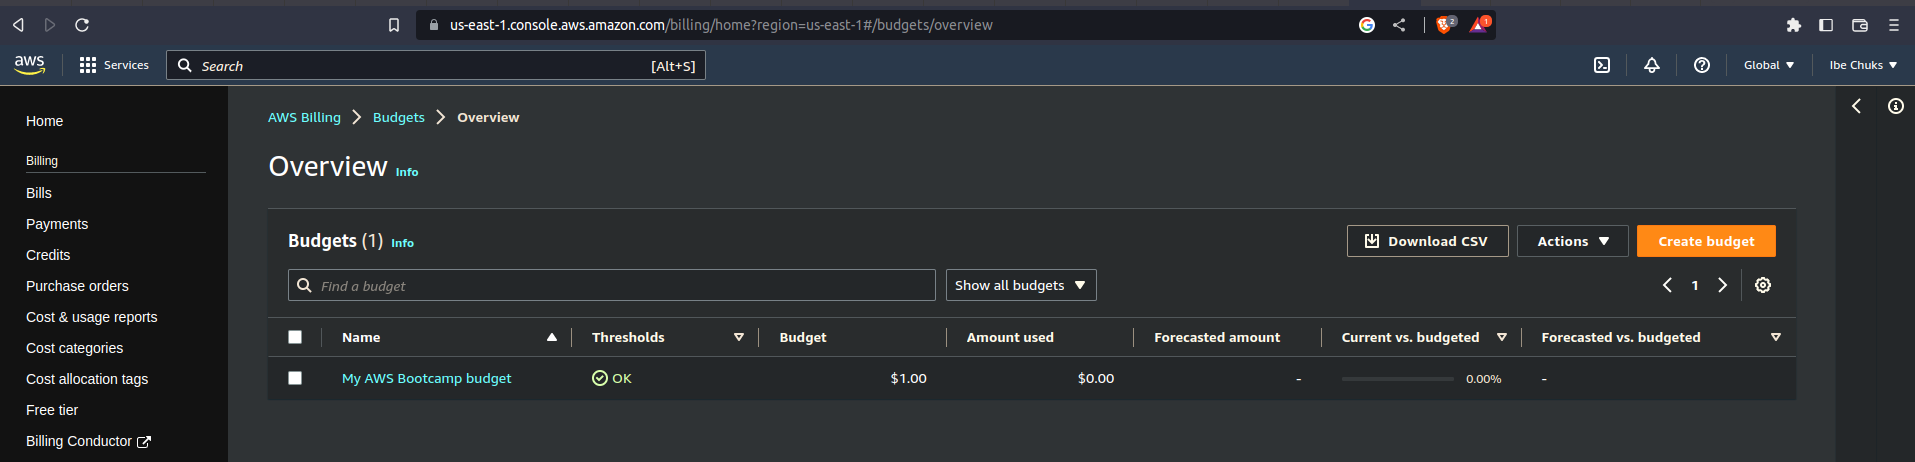 us-east-1.console.aws.amazon.com/billing/home?region=us-east-1#/budgets/overview
2
1
aws
Services
Search
[Alt+S]
Global
Ibe Chuks
Home
Billing
Bills
Payments
Credits
Purchase orders
Cost & usage reports
Cost categories
Cost allocation tags
Free tier
Billing Conductor
AWS Billing
Budgets
Overview
Overview Info
Budgets (1) Info
Download CSV
Actions
Create budget
Find a budget
Show all budgets
1
Name Thresholds Budget Amount used Forecasted amount Current vs. budgeted Forecasted vs. budgeted
My AWS Bootcamp budget OK $1.00 $0.00 - 0.00% -